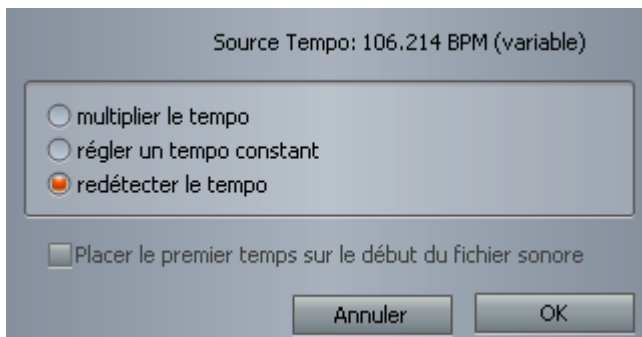 Source Tempo: 106.214 BPM (variable)
multiplier le tempo
régler un tempo constant
redétecter le tempo
Placer le premier temps sur le début du fichier sonore
Annuler OK